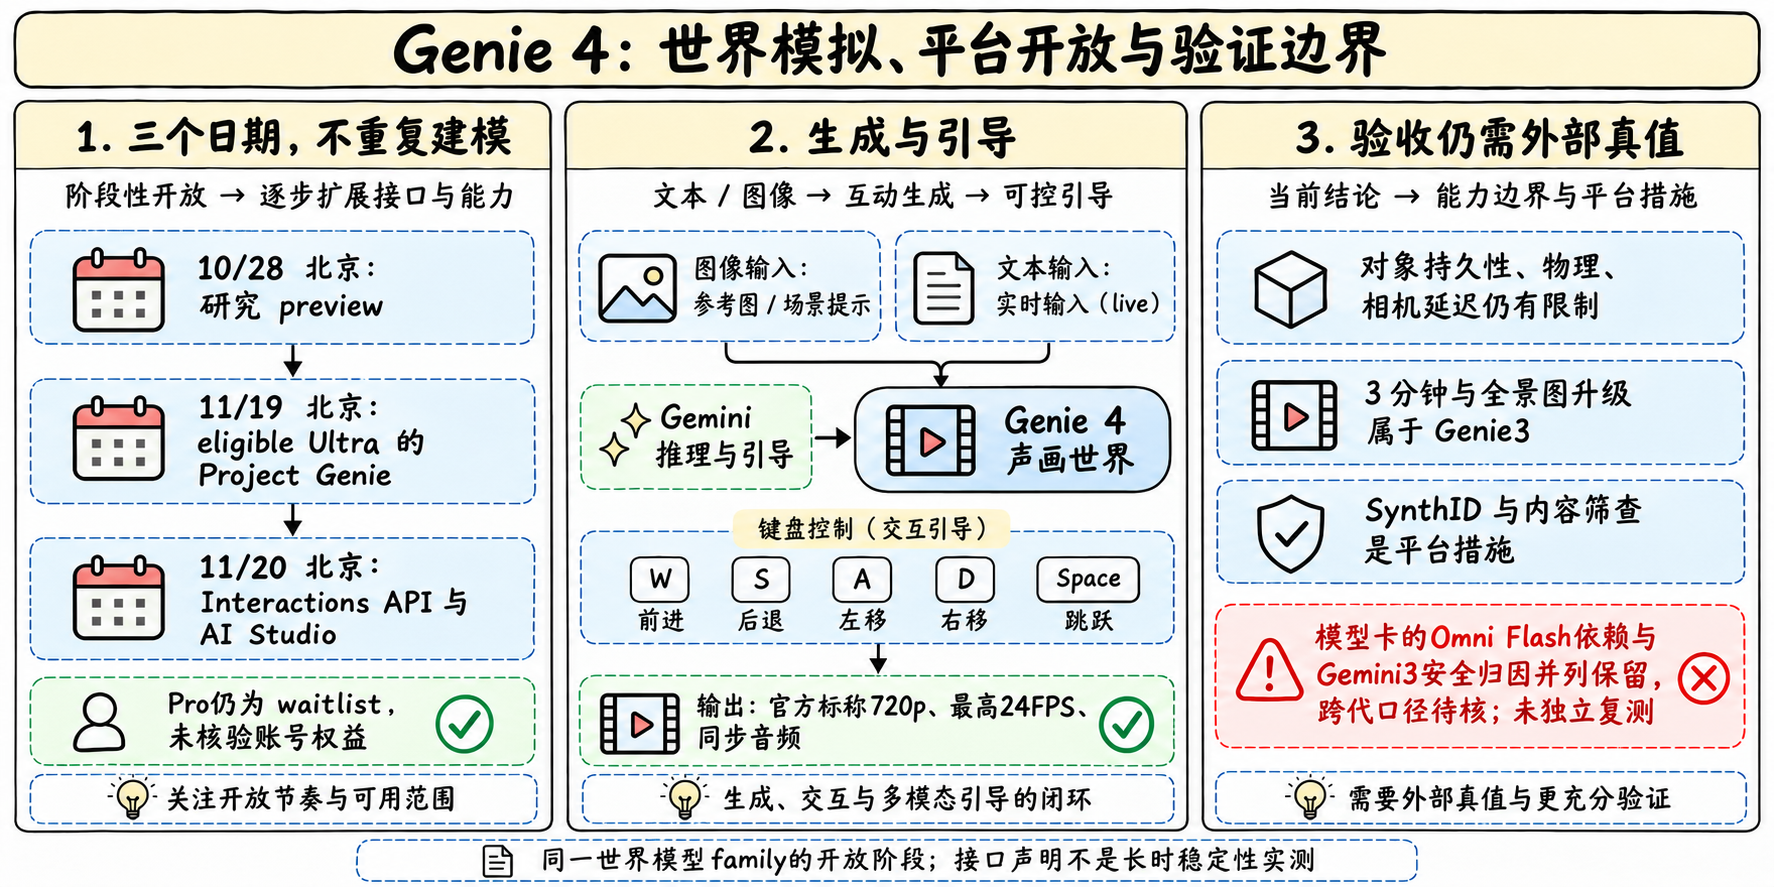 Genie 4：世界模拟、平台开放与验证边界
1. 三个日期，不重复建模
阶段性开放 → 逐步扩展接口与能力
10/28 北京：
研究 preview
11/19 北京：
eligible Ultra 的
Project Genie
11/20 北京：
Interactions API 与
AI Studio
Pro仍为 waitlist，
未核验账号权益
关注开放节奏与可用范围
2. 生成与引导
文本 / 图像 → 互动生成 → 可控引导
图像输入：
参考图 / 场景提示
文本输入：
实时输入（live）
Gemini
推理与引导
Genie 4
声画世界
键盘控制（交互引导）
W S A D Space
前进 后退 左移 右移 跳跃
输出：官方标称720p、最高24FPS、
同步音频
生成、交互与多模态引导的闭环
3. 验收仍需外部真值
当前结论 → 能力边界与平台措施
对象持久性、物理、
相机延迟仍有限制
3 分钟与全景图升级
属于 Genie3
SynthID 与内容筛查
是平台措施
模型卡的Omni Flash依赖与
Gemini3安全归因并列保留，
跨代口径待核；未独立复测
需要外部真值与更充分验证
同一世界模型 family的开放阶段；接口声明不是长时稳定性实测